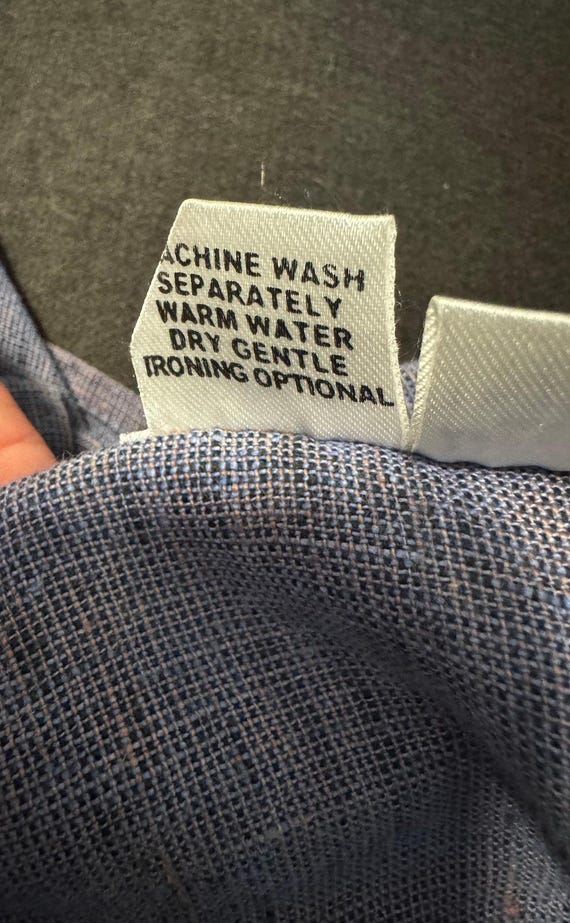 ACHINE WASH
SEPARATELY
WARM WATER
DRY GENTLE
IRONING OPTIONAL